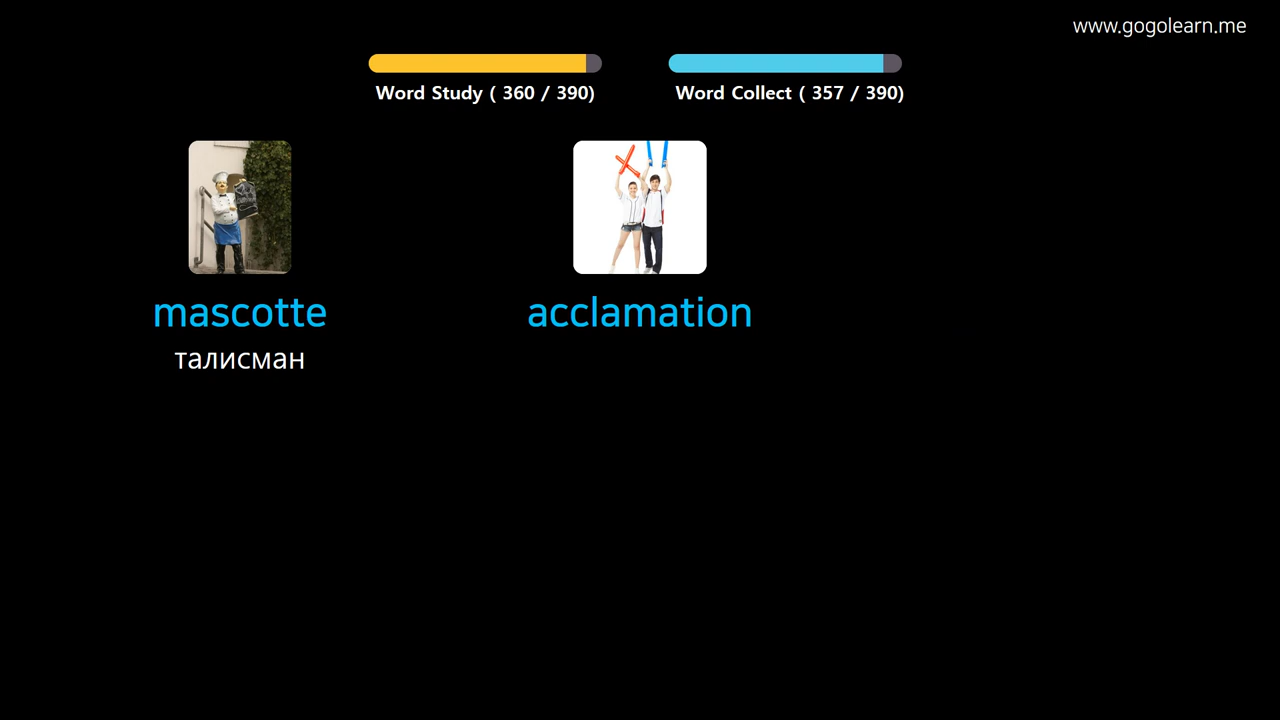 www.gogolearn.me
Word Study ( 360 / 390)
Word Collect ( 357 / 390)
mascotte
талисман
acclamation